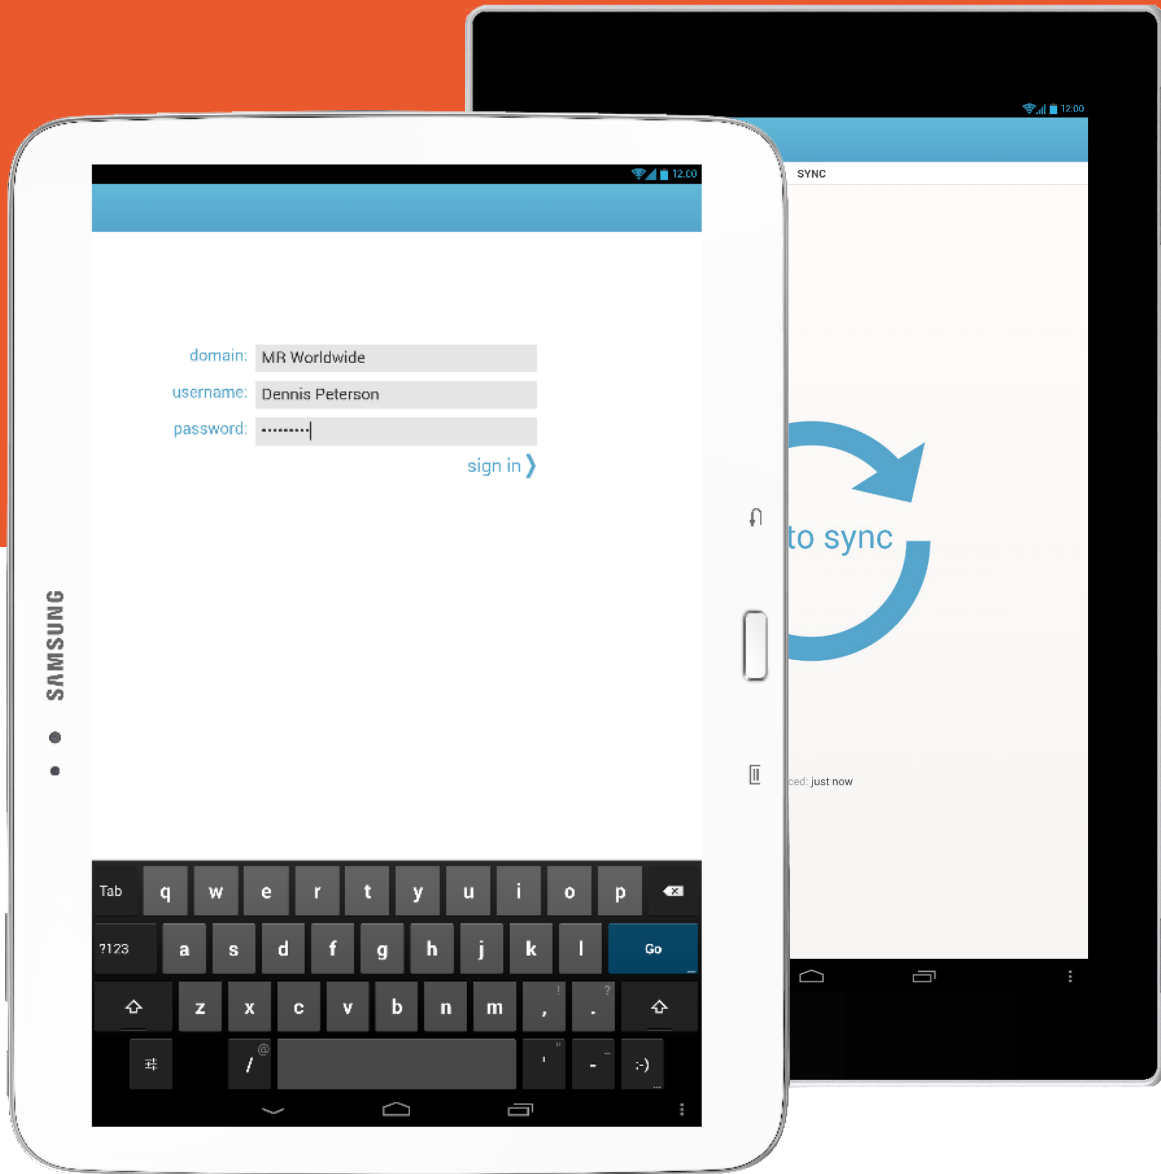 12:00
SYNC
to sync
just now
12:00
domain: MR Worldwide
username: Dennis Peterson
password: ·········
sign in ❯
SAMSUNG
Tab q w e r t y u i o p
?123 a s d f g h j k l Go
z x c v b n m , ! . ?
/ @ ' " - _ :-)